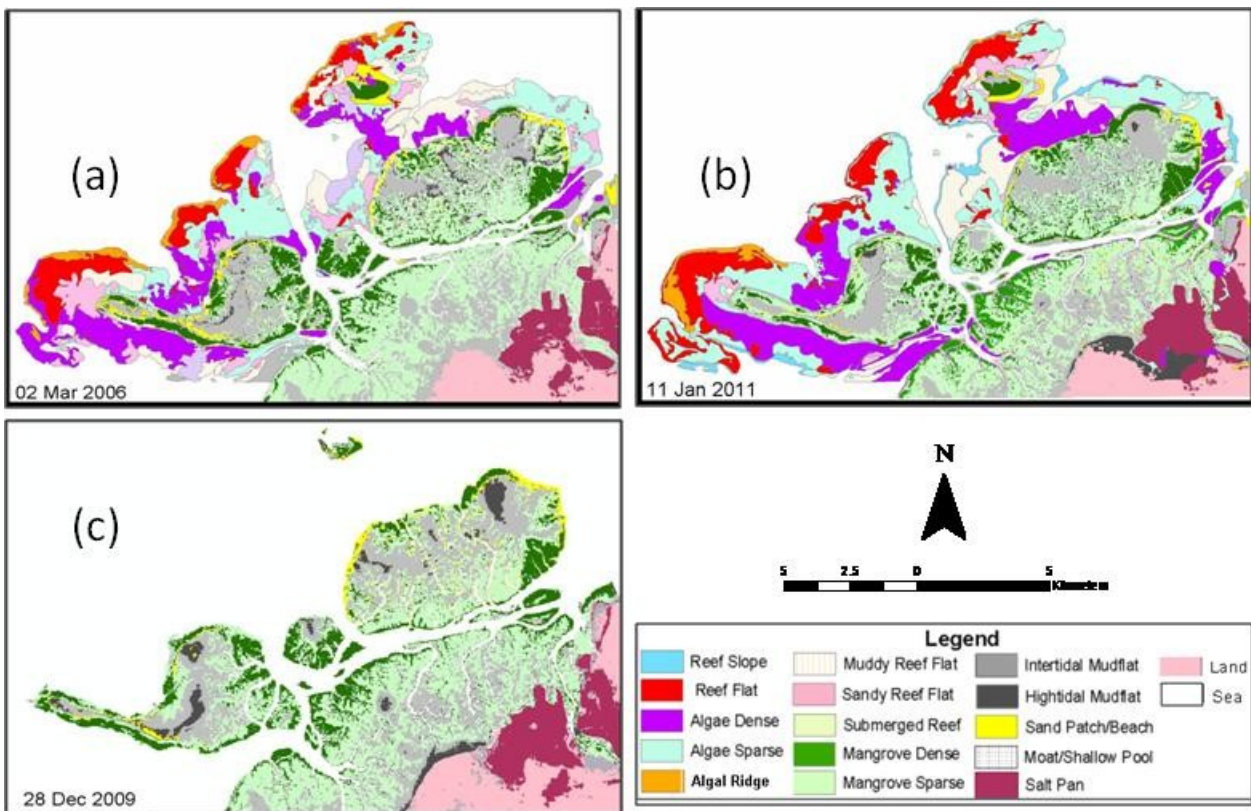 (a)
02 Mar 2006
(b)
11 Jan 2011
(c)
28 Dec 2009
N
5 2.5 0 5
Legend
Reef Slope
Reef Flat
Algae Dense
Algae Sparse
Algal Ridge
Muddy Reef Flat
Sandy Reef Flat
Submerged Reef
Mangrove Dense
Mangrove Sparse
Intertidal Mudflat
Hightidal Mudflat
Sand Patch/Beach
Moat/Shallow Pool
Salt Pan
Land
Sea